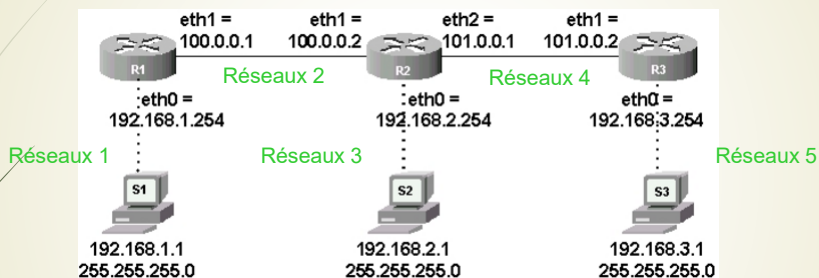 eth1 = eth1 = eth2 = eth1 =
100.0.0.1 100.0.0.2 101.0.0.1 101.0.0.2
R1 R2 R3
Réseaux 2 Réseaux 4
eth0 = eth0 = eth0 =
192.168.1.254 192.168.2.254 192.168.3.254
Réseaux 1 Réseaux 3 Réseaux 5
S1 S2 S3
192.168.1.1 192.168.2.1 192.168.3.1
255.255.255.0 255.255.255.0 255.255.255.0